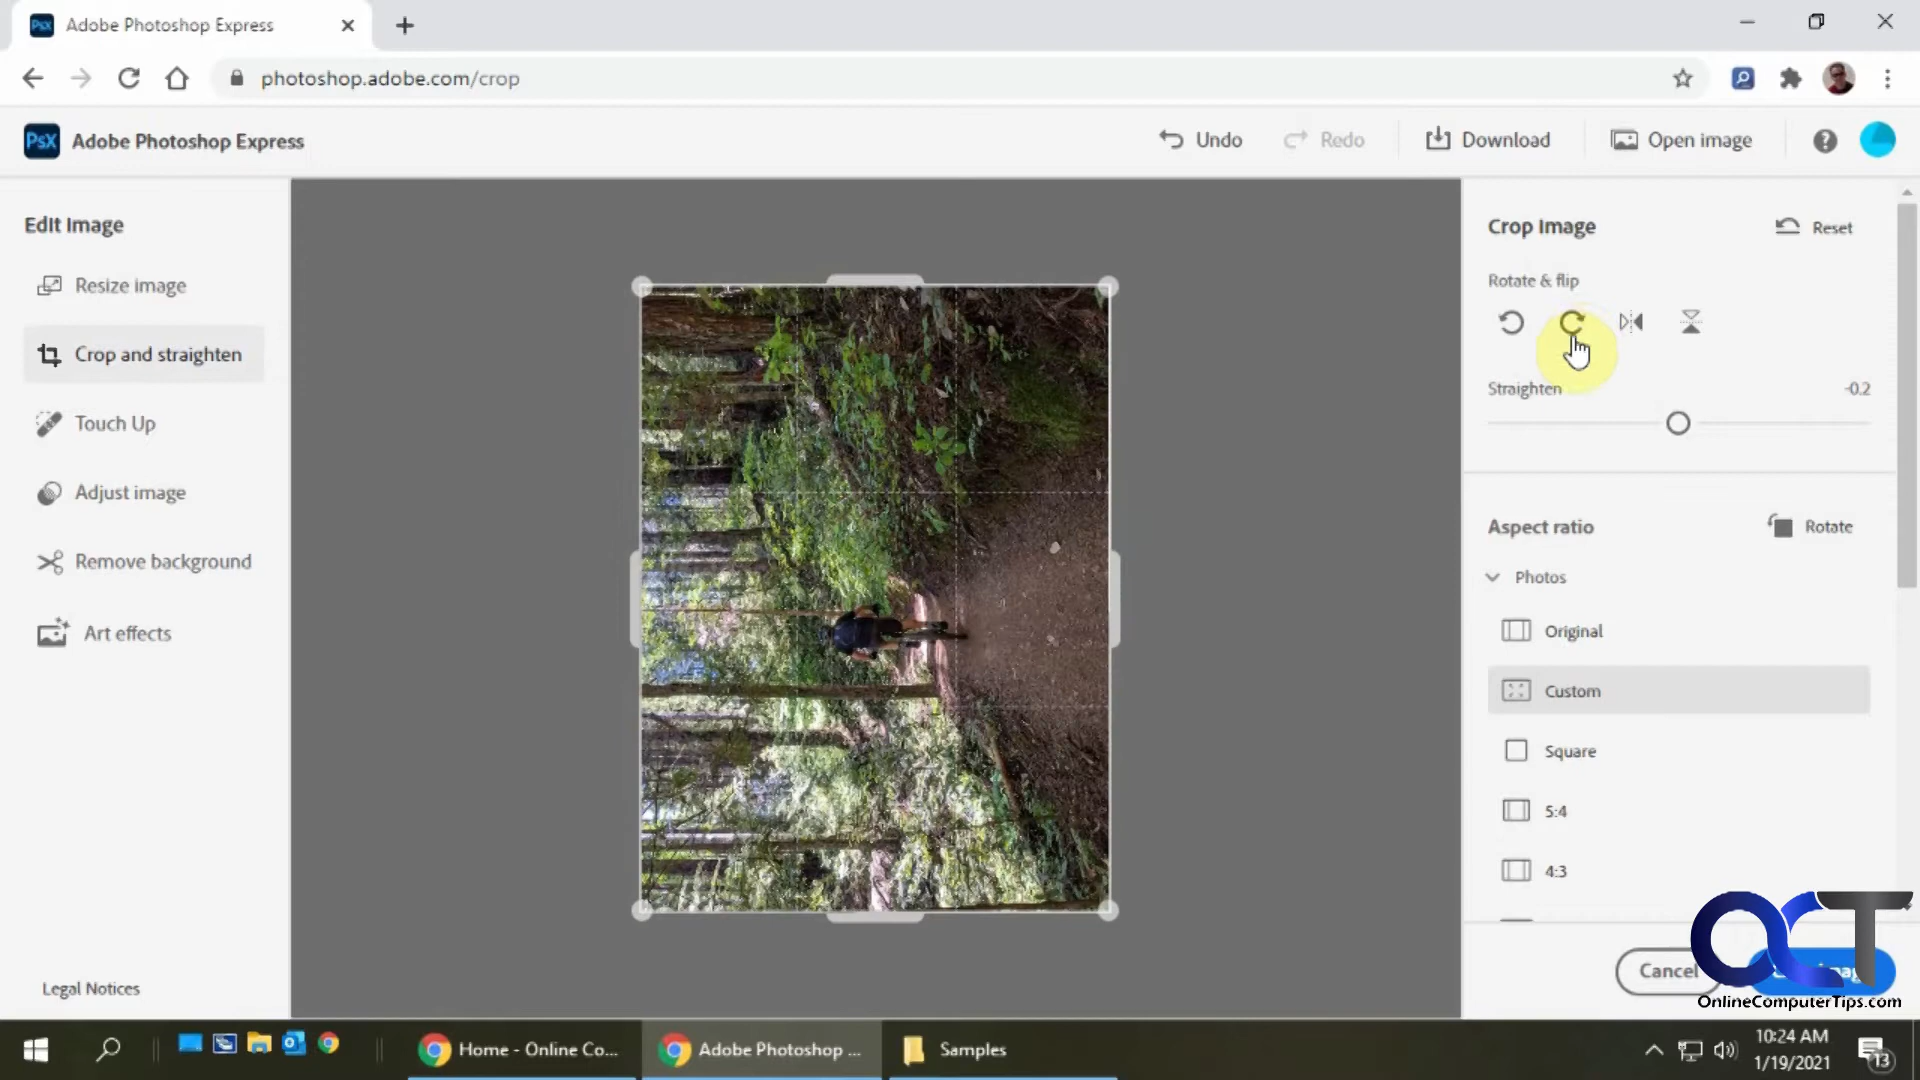 Adobe Photoshop Express
photoshop.adobe.com/crop
PsX Adobe Photoshop Express
Undo Redo Download Open image
Edit Image
Resize image
Crop and straighten
Touch Up
Adjust image
Remove background
Art effects
Legal Notices
Crop Image Reset
Rotate & flip
Straighten -0.2
Aspect ratio Rotate
Photos
Original
Custom
Square
5:4
4:3
Cancel
OCT
OnlineComputerTips.com
Home - Online Co...
Adobe Photoshop ...
Samples
10:24 AM
1/19/2021
13